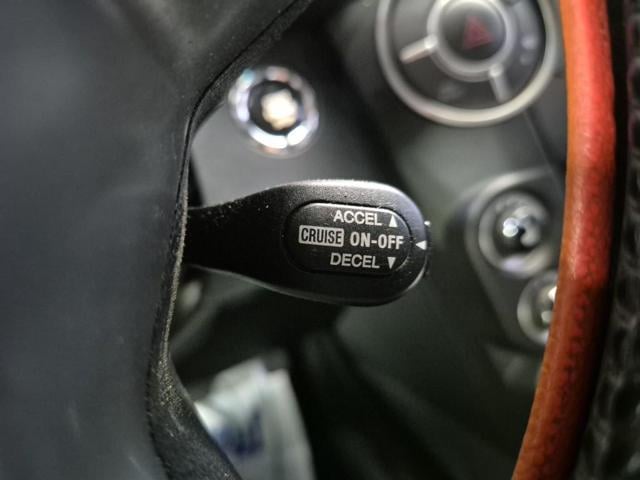 ACCEL ▲
CRUISE ON-OFF ◀
DECEL ▼